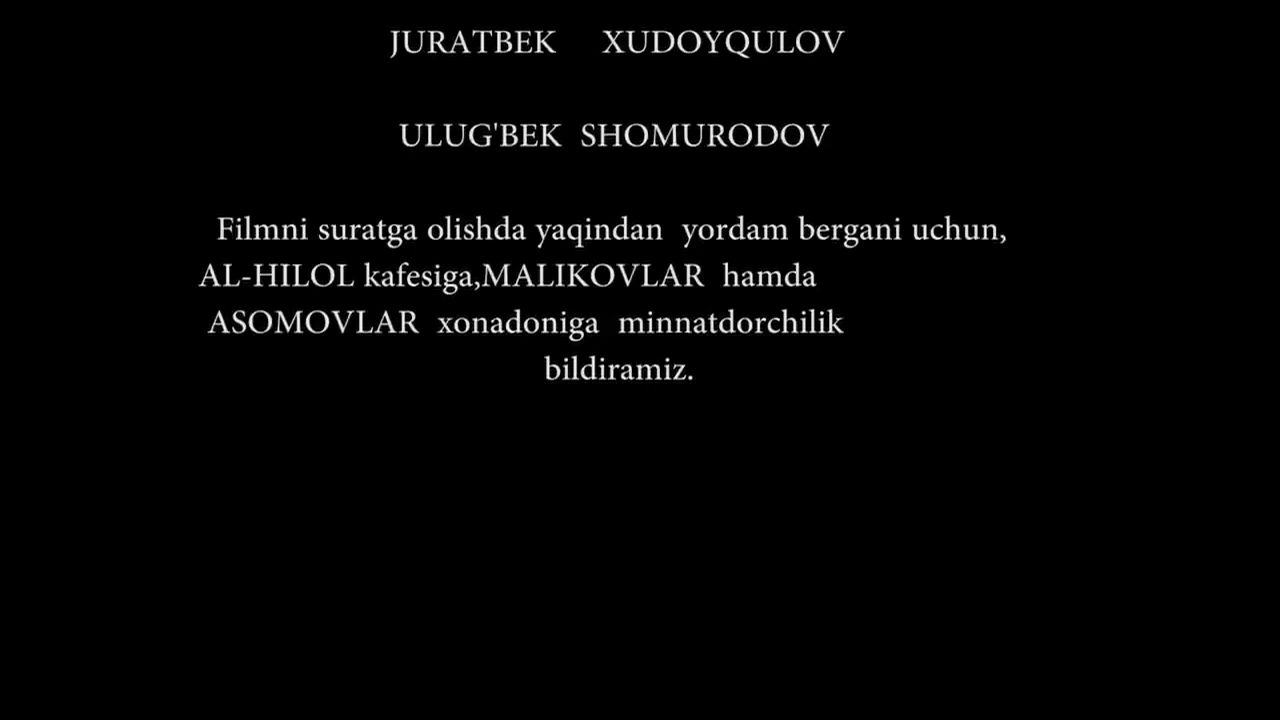 JURATBEK XUDOYQULOV
ULUG'BEK SHOMURODOV
Filmni suratga olishda yaqindan yordam bergani uchun,
AL-HILOL kafesiga,MALIKOVLAR hamda
ASOMOVLAR xonadoniga minnatdorchilik
bildiramiz.